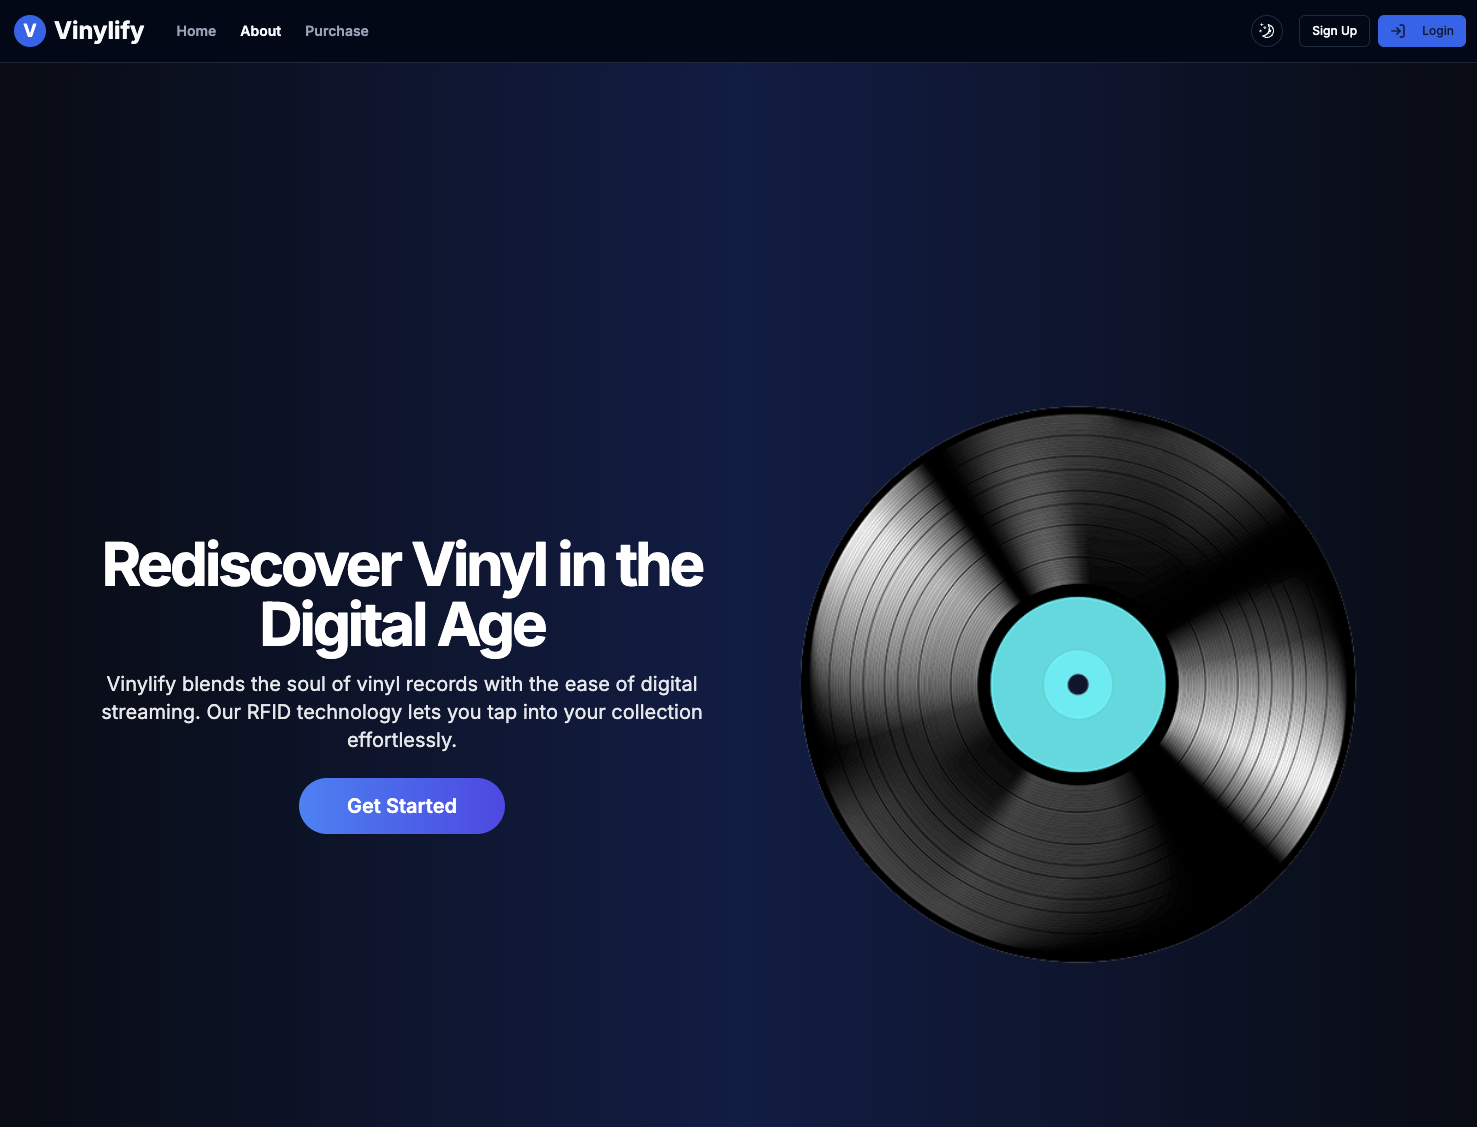 V Vinylify Home About Purchase Sign Up Login
Rediscover Vinyl in the
Digital Age
Vinylify blends the soul of vinyl records with the ease of digital
streaming. Our RFID technology lets you tap into your collection
effortlessly.
Get Started